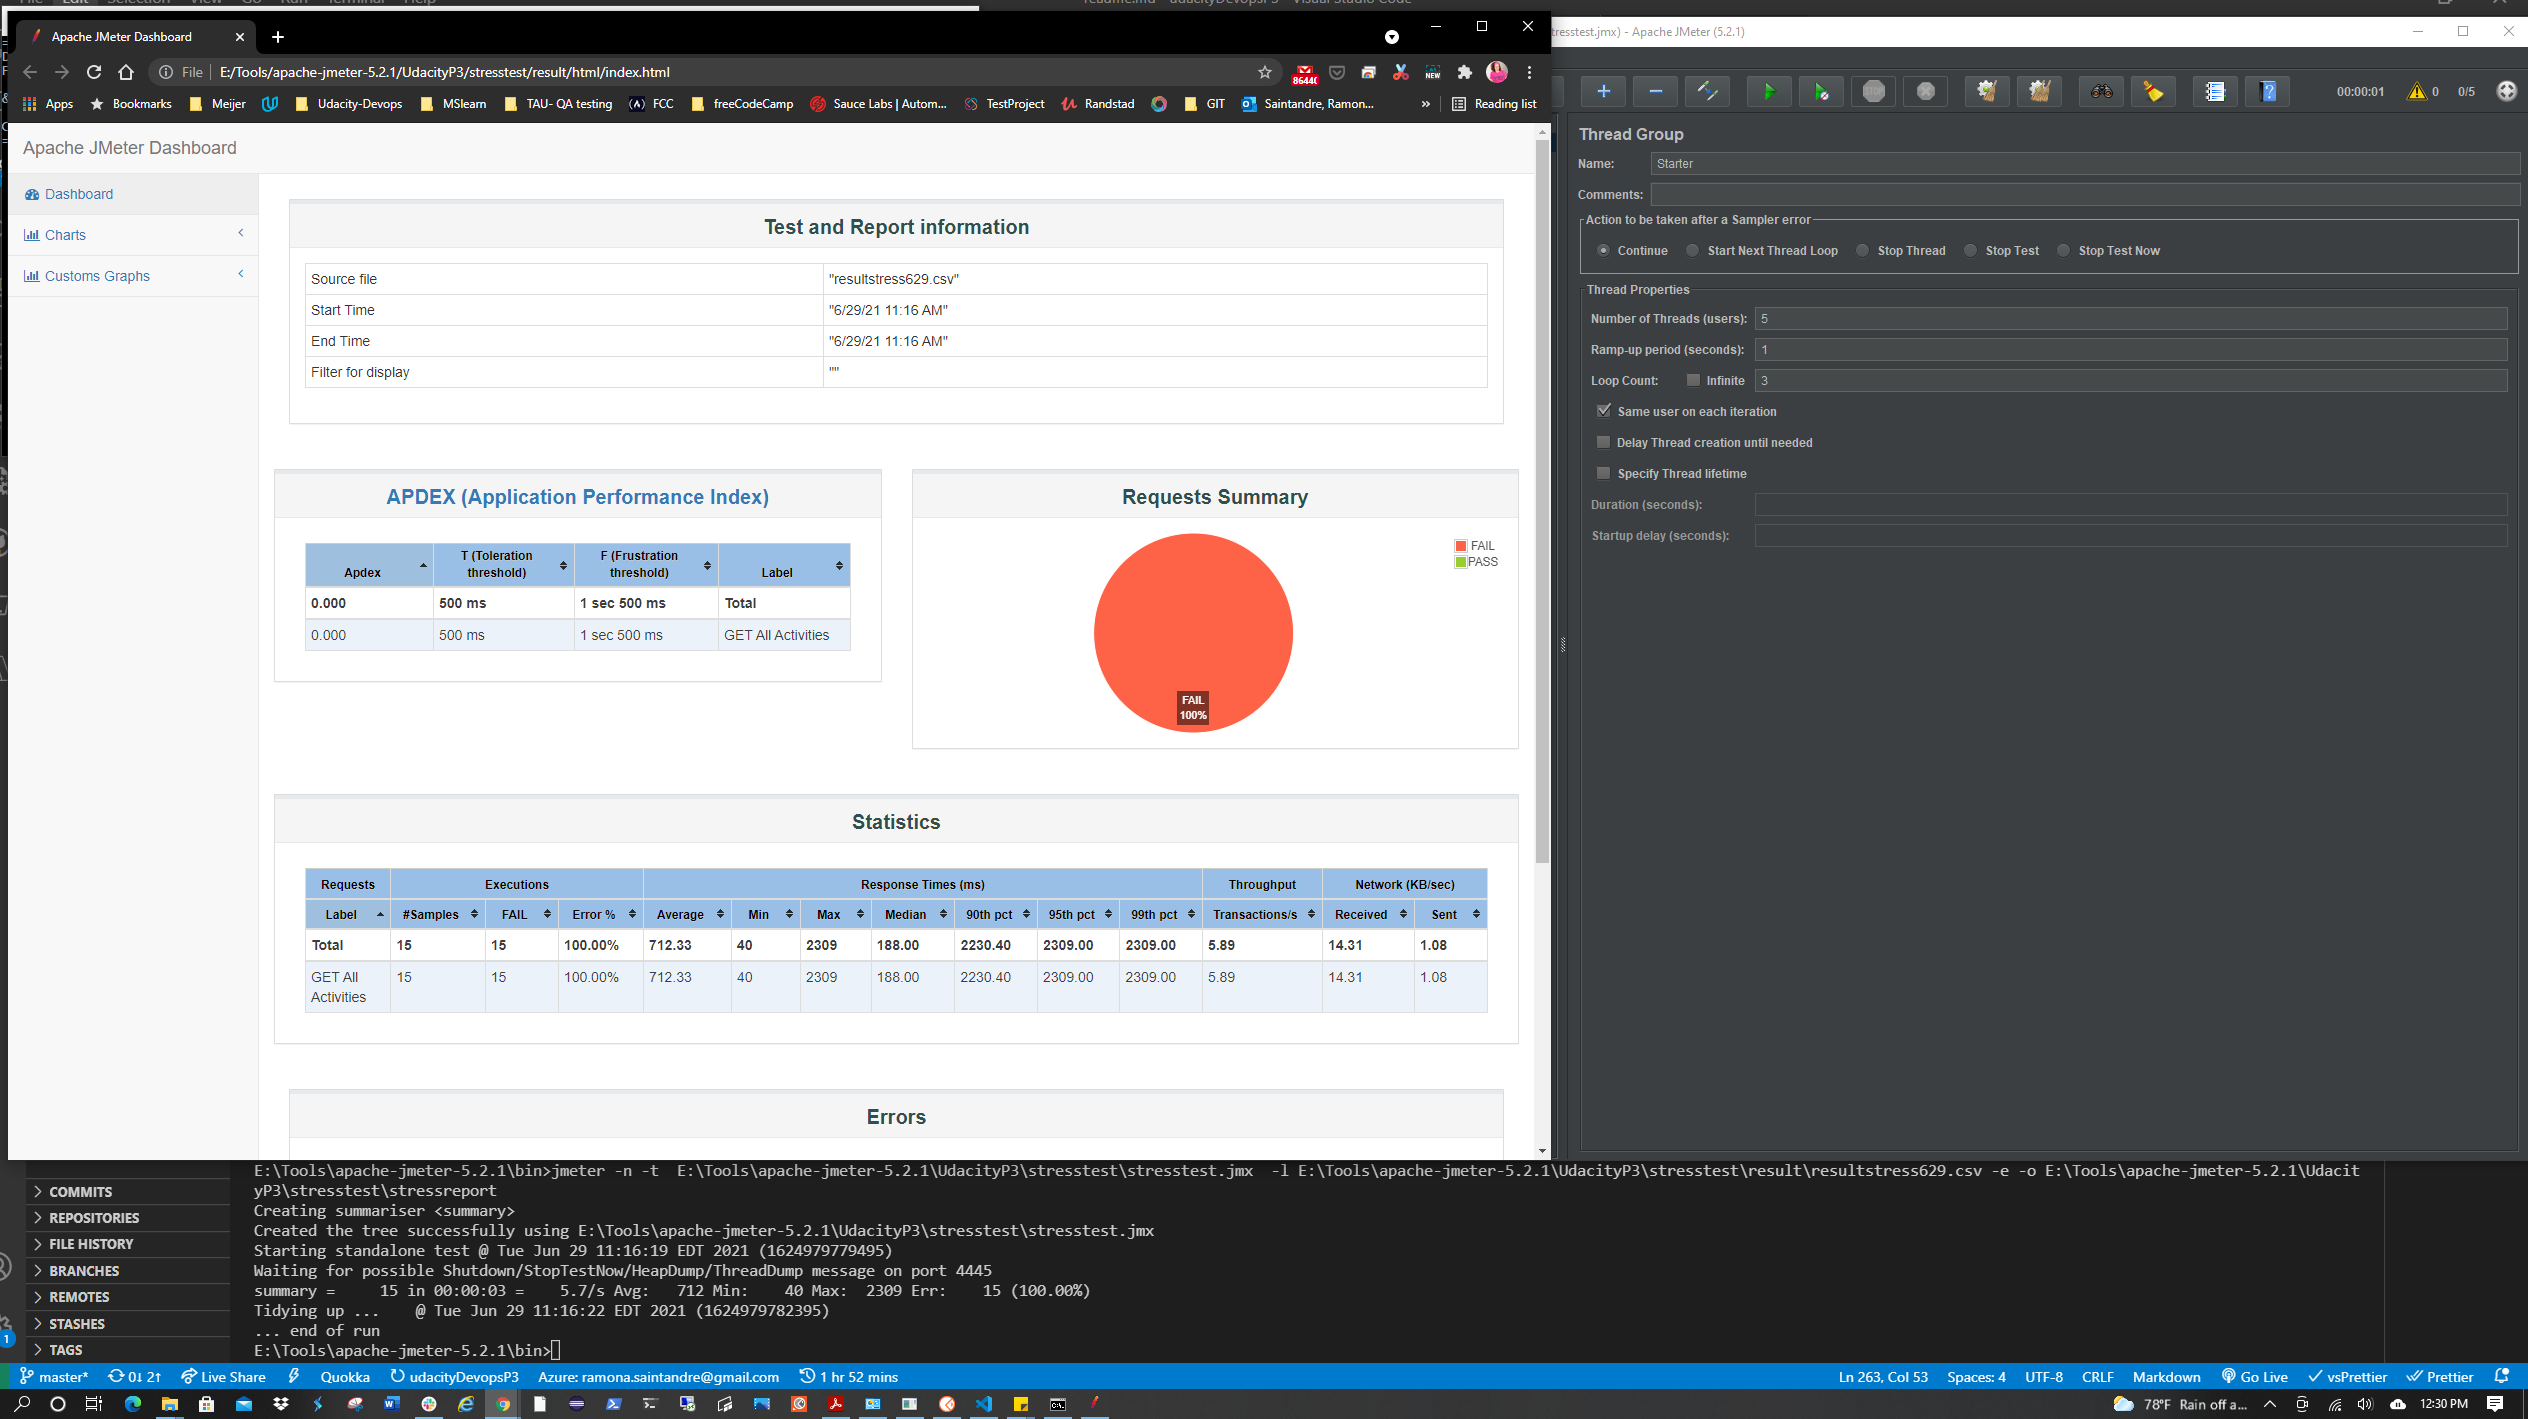 File Edit Selection View Go Run Terminal Help
readme.md - udacityDevopsP3 - Visual Studio Code
Apache JMeter Dashboard
File
E:/Tools/apache-jmeter-5.2.1/UdacityP3/stresstest/result/html/index.html
NEW
Apps
Bookmarks
Meijer
Udacity-Devops
MSlearn
TAU- QA testing
FCC
freeCodeCamp
Sauce Labs | Autom...
TestProject
Randstad
GIT
Saintandre, Ramon...
»
Reading list
Apache JMeter Dashboard
Dashboard
Charts
Customs Graphs
Test and Report information
Source file "resultstress629.csv"
Start Time "6/29/21 11:16 AM"
End Time "6/29/21 11:16 AM"
Filter for display ""
APDEX (Application Performance Index)
Apdex T (Toleration threshold) F (Frustration threshold) Label
0.000 500 ms 1 sec 500 ms Total
0.000 500 ms 1 sec 500 ms GET All Activities
Requests Summary
FAIL
PASS
FAIL
100%
Statistics
Requests Executions Response Times (ms) Throughput Network (KB/sec)
Label #Samples FAIL Error % Average Min Max Median 90th pct 95th pct 99th pct Transactions/s Received Sent
Total 15 15 100.00% 712.33 40 2309 188.00 2230.40 2309.00 2309.00 5.89 14.31 1.08
GET All Activities 15 15 100.00% 712.33 40 2309 188.00 2230.40 2309.00 2309.00 5.89 14.31 1.08
Errors
tresstest.jmx) - Apache JMeter (5.2.1)
00:00:01 0 0/5
Thread Group
Name: Starter
Comments:
Action to be taken after a Sampler error
Continue Start Next Thread Loop Stop Thread Stop Test Stop Test Now
Thread Properties
Number of Threads (users): 5
Ramp-up period (seconds): 1
Loop Count: Infinite 3
Same user on each iteration
Delay Thread creation until needed
Specify Thread lifetime
Duration (seconds):
Startup delay (seconds):
COMMITS
REPOSITORIES
FILE HISTORY
BRANCHES
REMOTES
STASHES
TAGS
E:\Tools\apache-jmeter-5.2.1\bin>jmeter -n -t  E:\Tools\apache-jmeter-5.2.1\UdacityP3\stresstest\stresstest.jmx  -l E:\Tools\apache-jmeter-5.2.1\UdacityP3\stresstest\result\resultstress629.csv -e -o E:\Tools\apache-jmeter-5.2.1\Udacit
yP3\stresstest\stressreport
Creating summariser <summary>
Created the tree successfully using E:\Tools\apache-jmeter-5.2.1\UdacityP3\stresstest\stresstest.jmx
Starting standalone test @ Tue Jun 29 11:16:19 EDT 2021 (1624979779495)
Waiting for possible Shutdown/StopTestNow/HeapDump/ThreadDump message on port 4445
summary =     15 in 00:00:03 =    5.7/s Avg:   712 Min:    40 Max:  2309 Err:    15 (100.00%)
Tidying up ...    @ Tue Jun 29 11:16:22 EDT 2021 (1624979782395)
... end of run
E:\Tools\apache-jmeter-5.2.1\bin>
1
master* 0↓ 2↑ Live Share Quokka udacityDevopsP3 Azure: ramona.saintandre@gmail.com 1 hr 52 mins
Ln 263, Col 53 Spaces: 4 UTF-8 CRLF Markdown Go Live vsPrettier Prettier
78°F Rain off a... 12:30 PM